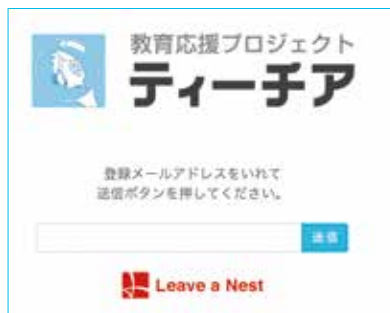 教育応援プロジェクト
ティーチア
登録メールアドレスをいれて
送信ボタンを押してください。
送信
Leave a Nest